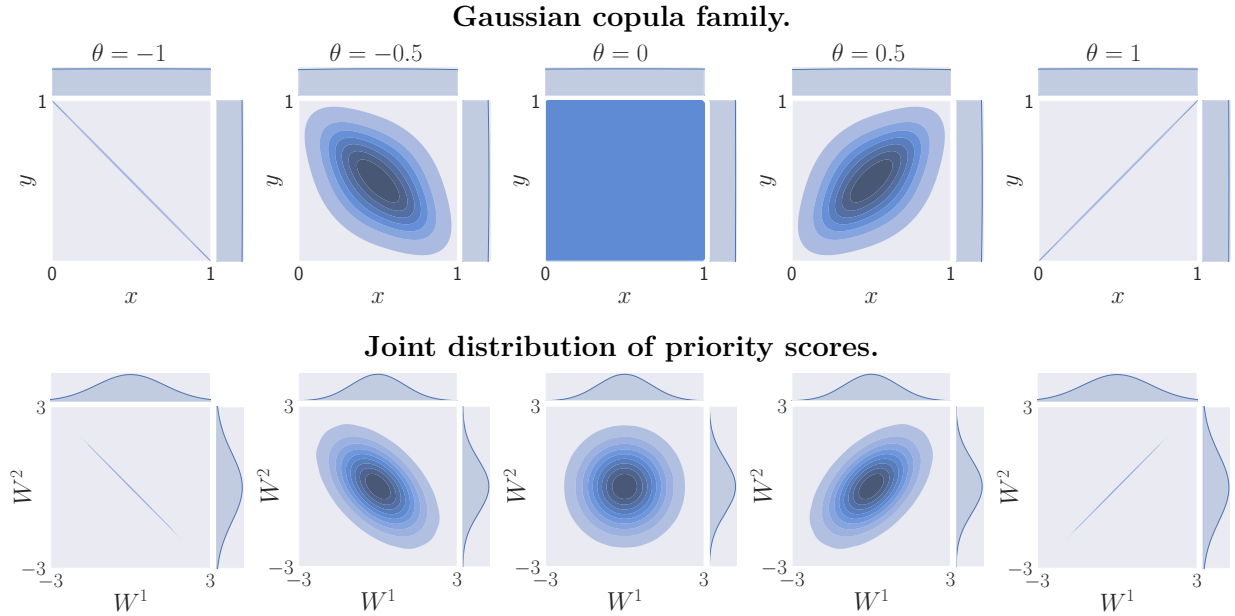 Gaussian copula family.
θ = −1 θ = −0.5 θ = 0 θ = 0.5 θ = 1
1 1 1 1 1
y y y y y
0 1 0 1 0 1 0 1 0 1
x x x x x
Joint distribution of priority scores.
3 3 3 3 3
W² W² W² W² W²
−3 −3 −3 −3 −3
−3 3 −3 3 −3 3 −3 3 −3 3
W¹ W¹ W¹ W¹ W¹